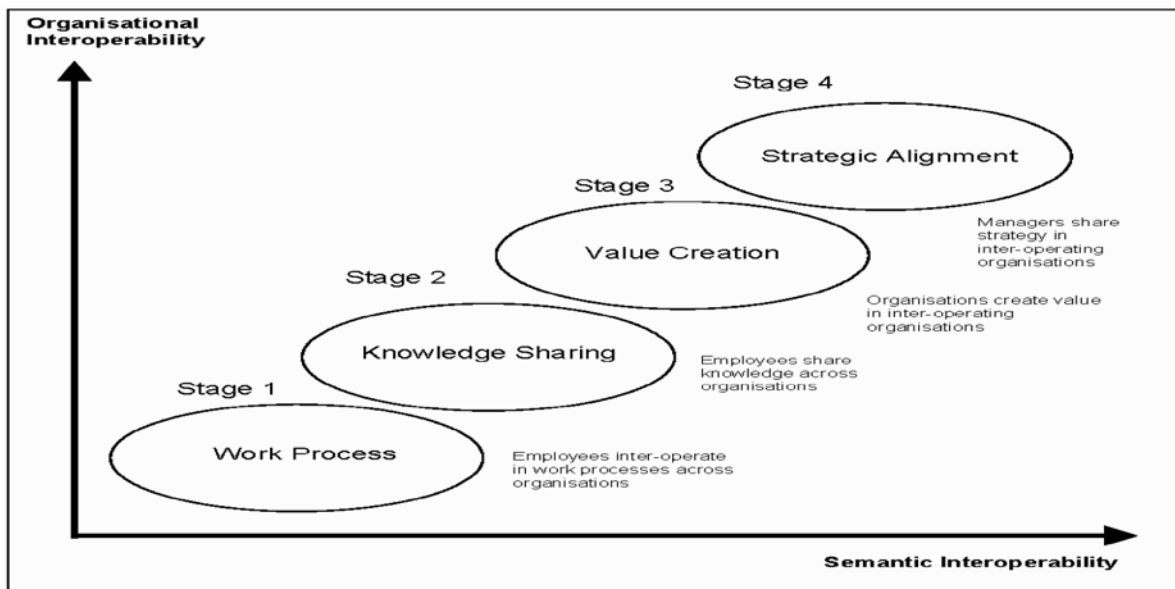 Organisational
Interoperability
Stage 4
Strategic Alignment
Managers share
strategy in
inter-operating
organisations
Stage 3
Value Creation
Organisations create value
in inter-operating
organisations
Stage 2
Knowledge Sharing
Employees share
knowledge across
organisations
Stage 1
Work Process
Employees inter-operate
in work processes across
organisations
Semantic Interoperability